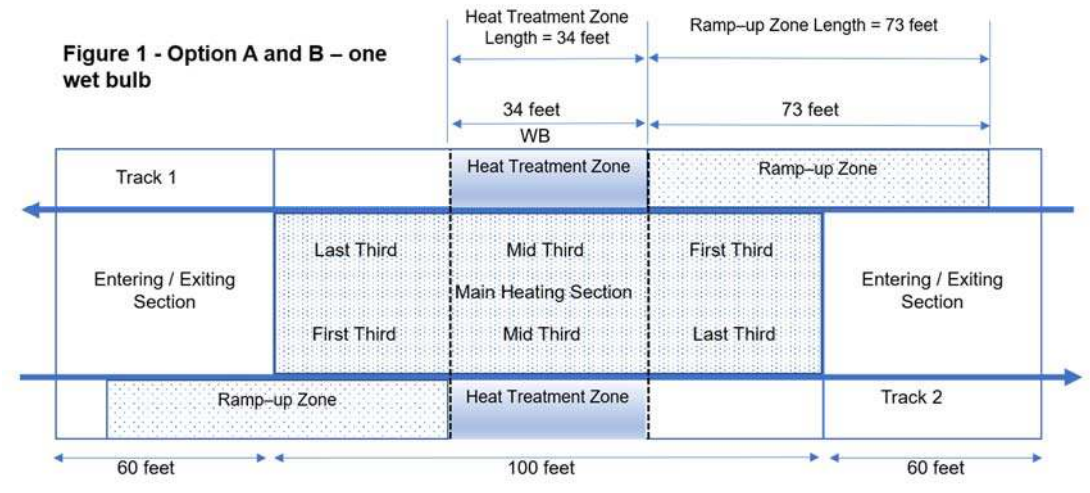 Heat Treatment Zone
Length = 34 feet
Ramp–up Zone Length = 73 feet
Figure 1 - Option A and B – one
wet bulb
34 feet
73 feet
WB
Track 1
Heat Treatment Zone
Ramp–up Zone
Last Third
Mid Third
First Third
Entering / Exiting
Section
Main Heating Section
Entering / Exiting
Section
First Third
Mid Third
Last Third
Ramp–up Zone
Heat Treatment Zone
Track 2
60 feet
100 feet
60 feet